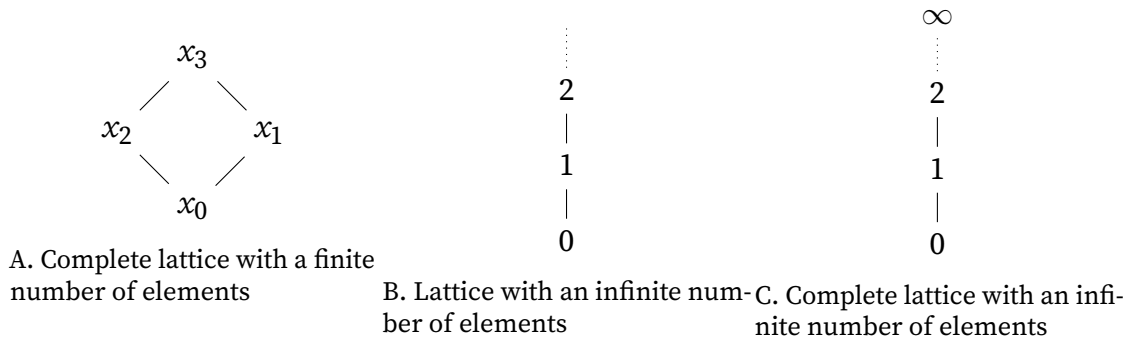 x₃
x₂ x₁
x₀
A. Complete lattice with a finite
number of elements
2
1
0
B. Lattice with an infinite num-
ber of elements
∞
2
1
0
C. Complete lattice with an infi-
nite number of elements